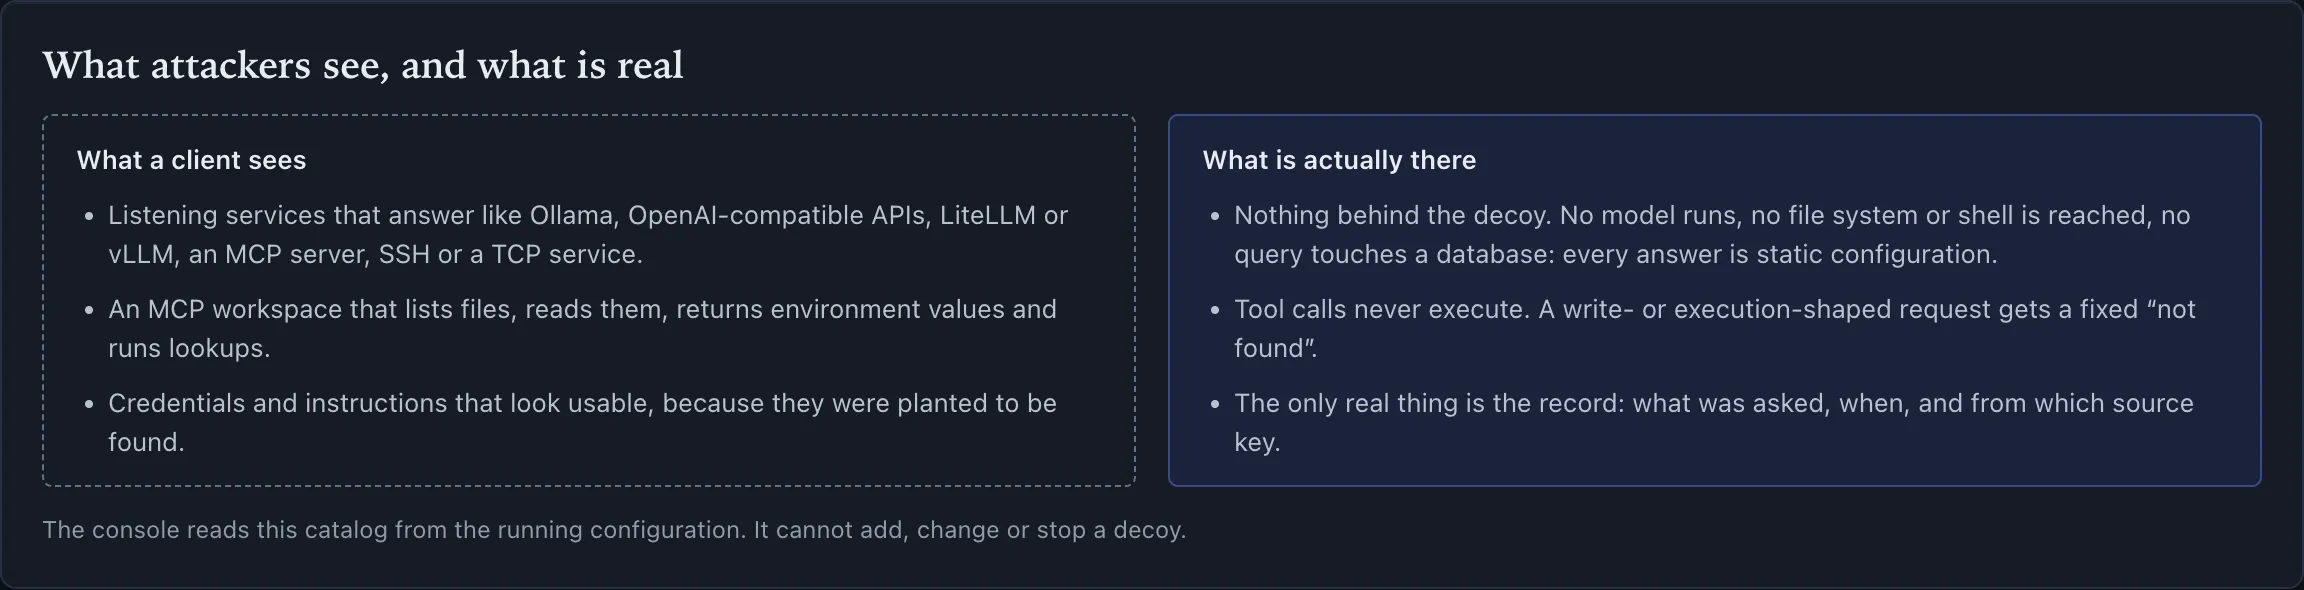 What attackers see, and what is real
What a client sees
• Listening services that answer like Ollama, OpenAI-compatible APIs, LiteLLM or
vLLM, an MCP server, SSH or a TCP service.
• An MCP workspace that lists files, reads them, returns environment values and
runs lookups.
• Credentials and instructions that look usable, because they were planted to be
found.
What is actually there
• Nothing behind the decoy. No model runs, no file system or shell is reached, no
query touches a database: every answer is static configuration.
• Tool calls never execute. A write- or execution-shaped request gets a fixed “not
found”.
• The only real thing is the record: what was asked, when, and from which source
key.
The console reads this catalog from the running configuration. It cannot add, change or stop a decoy.